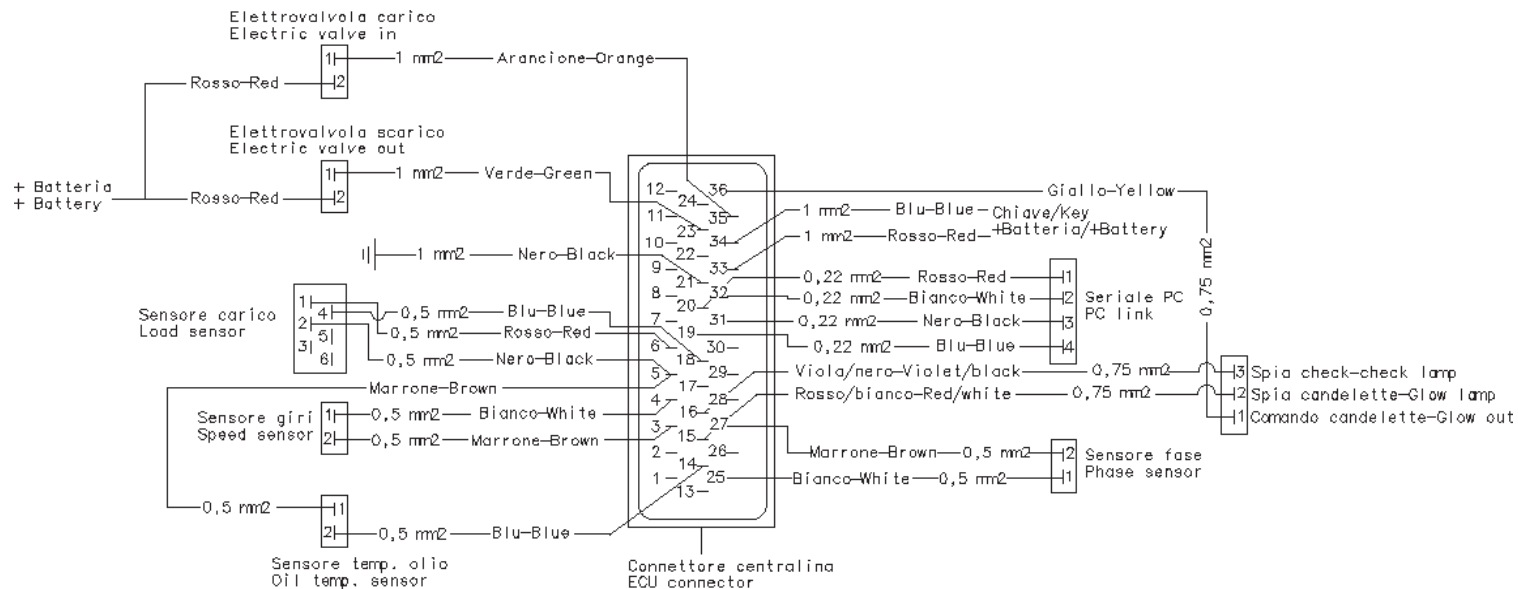 Elettrovalvola carico
Electric valve in
1 1 mm2 Arancione-Orange
Rosso-Red 2
Elettrovalvola scarico
Electric valve out
1 1 mm2 Verde-Green
+ Batteria
+ Battery
Rosso-Red 2
12 36 Giallo-Yellow
24
11 35 1 mm2 Blu-Blue Chiave/Key
23
10 34 1 mm2 Rosso-Red +Batteria/+Battery
1 mm2 Nero-Black
22
9 33
21 0,22 mm2 Rosso-Red 1
8 32 0,22 mm2 Bianco-White 2
20
7 31 0,22 mm2 Nero-Black 3
19
6 30 0,22 mm2 Blu-Blue 4
Seriale PC
PC link
0,75 mm2
Sensore carico
Load sensor
1
4 0,5 mm2 Blu-Blue
2 0,5 mm2 Rosso-Red
5
3 0,5 mm2 Nero-Black
6
18
5 29 Viola/nero-Violet/black 0,75 mm2 3 Spia check-check lamp
Marrone-Brown
17
4 28 Rosso/bianco-Red/white 0,75 mm2 2 Spia candelette-Glow lamp
1 Comando candelette-Glow out
Sensore giri
Speed sensor
1 0,5 mm2 Bianco-White
2 0,5 mm2 Marrone-Brown
16
3 27
15
2 26 Marrone-Brown 0,5 mm2 2
14
1 25 Bianco-White 0,5 mm2 1
13
Sensore fase
Phase sensor
0,5 mm2 1
2 0,5 mm2 Blu-Blue
Sensore temp. olio
Oil temp. sensor
Connettore centralina
ECU connector